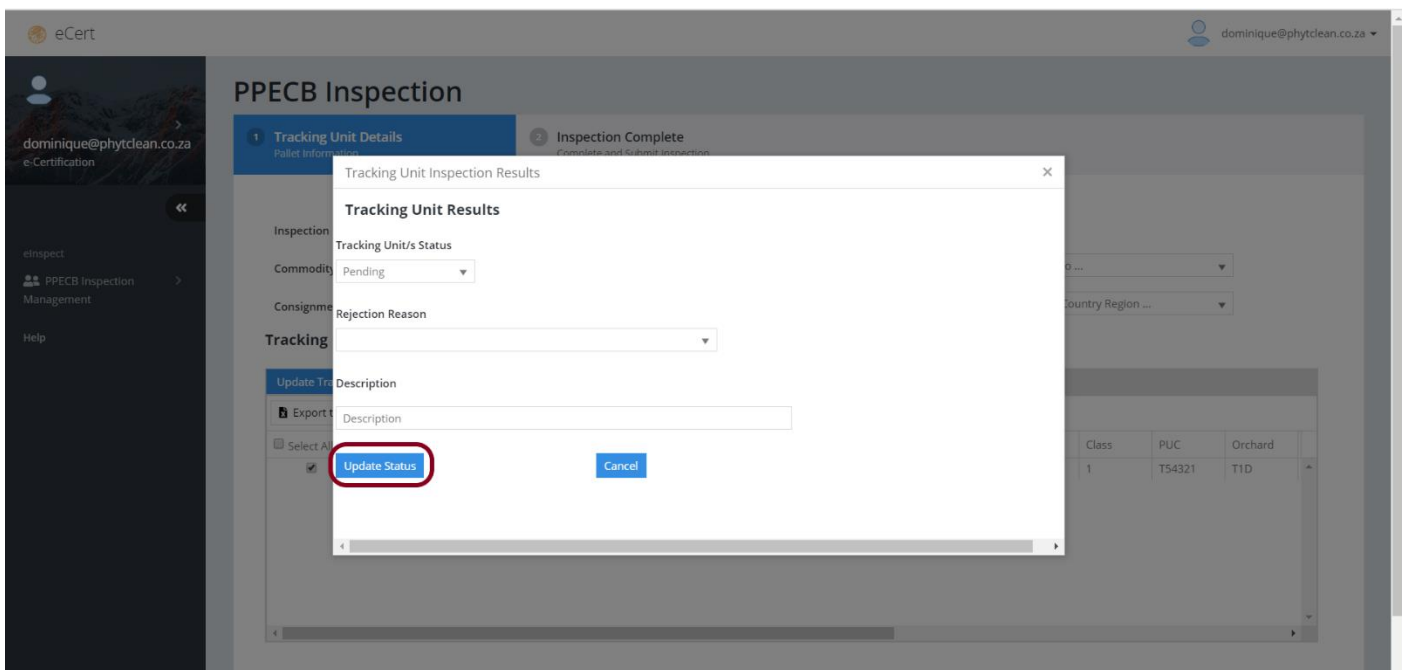 eCert
dominique@phytclean.co.za
dominique@phytclean.co.za
e-Certification
eInspect
PPECB Inspection
Management
Help
PPECB Inspection
1 Tracking Unit Details
Pallet Information
2 Inspection Complete
Complete and Submit Inspection
Inspection
Commodity
Consignme
o ...
Country Region ...
Tracking
Update Tra
Export t
Select All
Class PUC Orchard
1 T54321 T1D
Tracking Unit Inspection Results
Tracking Unit Results
Tracking Unit/s Status
Pending
Rejection Reason
Description
Description
Update Status Cancel